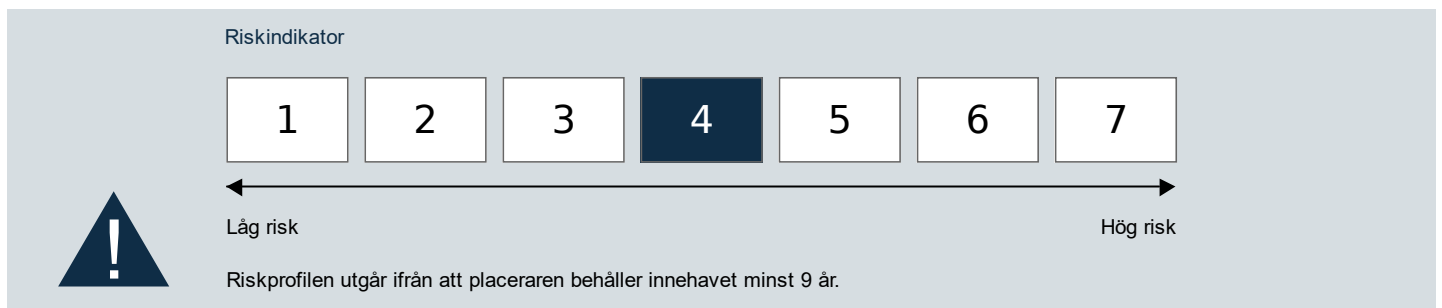 Riskindikator
1 2 3 4 5 6 7
Låg risk Hög risk
!
Riskprofilen utgår ifrån att placeraren behåller innehavet minst 9 år.